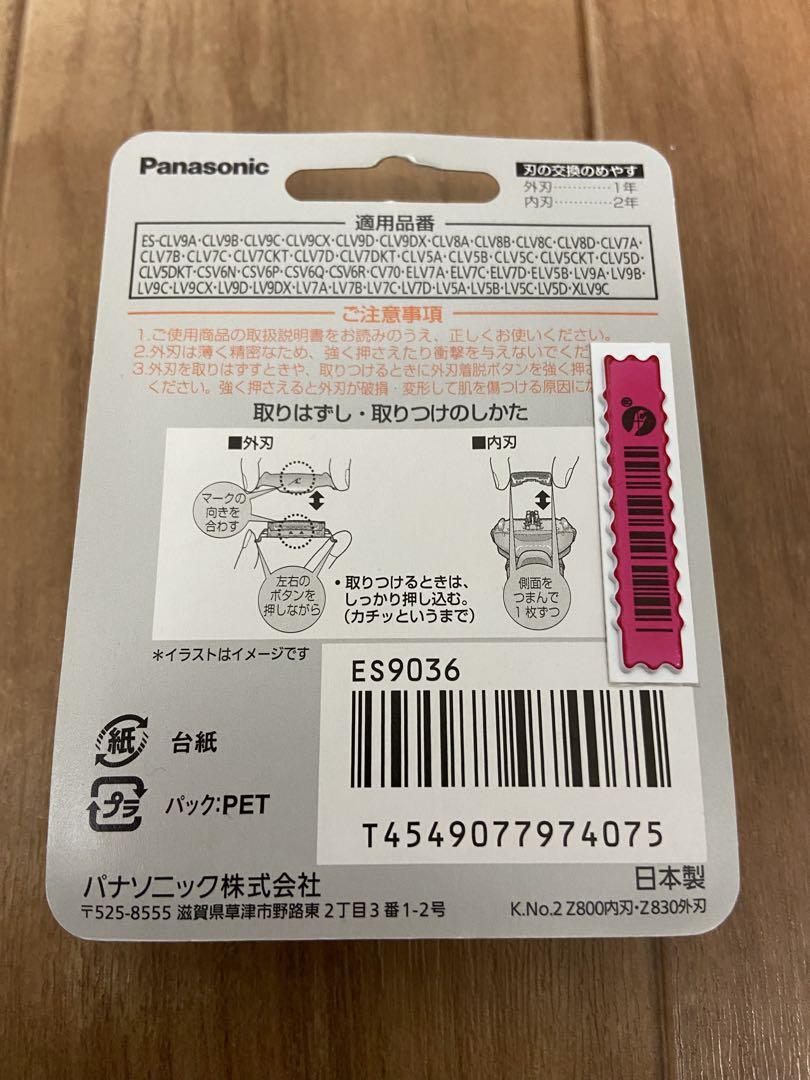 Panasonic
刃の交換のめやす
外刃…………1年
内刃…………2年
適用品番
ES-CLV9A・CLV9B・CLV9C・CLV9CX・CLV9D・CLV9DX・CLV8A・CLV8B・CLV8C・CLV8D・CLV7A・
CLV7B・CLV7C・CLV7CKT・CLV7D・CLV7DKT・CLV5A・CLV5B・CLV5C・CLV5CKT・CLV5D・
CLV5DKT・CSV6N・CSV6P・CSV6Q・CSV6R・CV70・ELV7A・ELV7C・ELV7D・ELV5B・LV9A・LV9B・
LV9C・LV9CX・LV9D・LV9DX・LV7A・LV7B・LV7C・LV7D・LV5A・LV5B・LV5C・LV5D・XLV9C
ご注意事項
1.ご使用商品の取扱説明書をお読みのうえ、正しくお使いください。
2.外刃は薄く精密なため、強く押さえたり衝撃を与えないでくだ
3.外刃を取りはずすときや、取りつけるときに外刃着脱ボタンを強く押さ
ください。強く押さえると外刃が破損・変形して肌を傷つける原因にな
取りはずし・取りつけのしかた
■外刃
■内刃
マークの
向きを
合わす
左右の
ボタンを
押しながら
・取りつけるときは、
しっかり押し込む。
(カチッというまで)
側面を
つまんで
1枚ずつ
*イラストはイメージです
ES9036
紙 台紙
プラ パック:PET
T4549077974075
パナソニック株式会社
日本製
〒525-8555 滋賀県草津市野路東2丁目3番1-2号
K.No.2 Z800内刃・Z830外刃